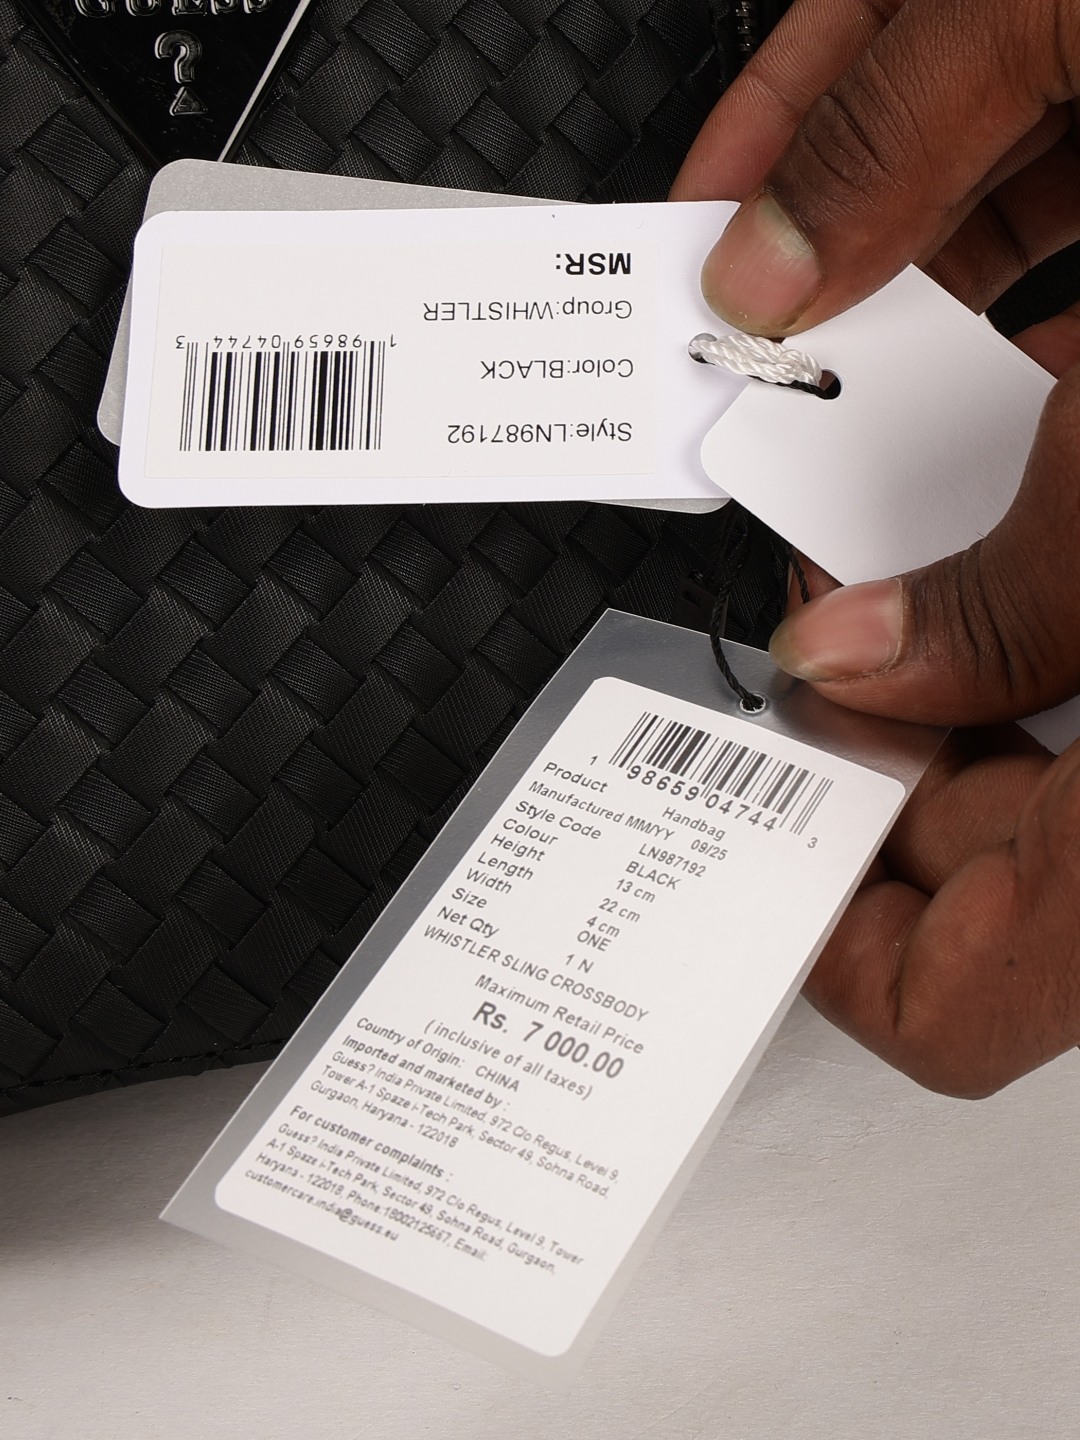 GUESS
?
MSR:
Group:WHISTLER
Color:BLACK
Style:LN987192
1 98659 04744 3
1 98659 04744 3
Product Handbag
Manufactured MM/YY 09/25
Style Code LN987192
Colour BLACK
Height 13 cm
Length 22 cm
Width 4 cm
Size ONE
Net Qty 1 N
WHISTLER SLING CROSSBODY
Maximum Retail Price
Rs. 7 000.00
( inclusive of all taxes)
Country of Origin: CHINA
Imported and marketed by :
Guess? India Private Limited, 972 C/o Regus, Level 9,
Tower A-1 Spaze i-Tech Park, Sector 49, Sohna Road,
Gurgaon, Haryana - 122018
For customer complaints :
Guess? India Private Limited, 972 C/o Regus, Level 9, Tower
A-1 Spaze i-Tech Park, Sector 49, Sohna Road, Gurgaon,
Haryana - 122018, Phone:18002125667, Email:
customercare.india@guess.eu